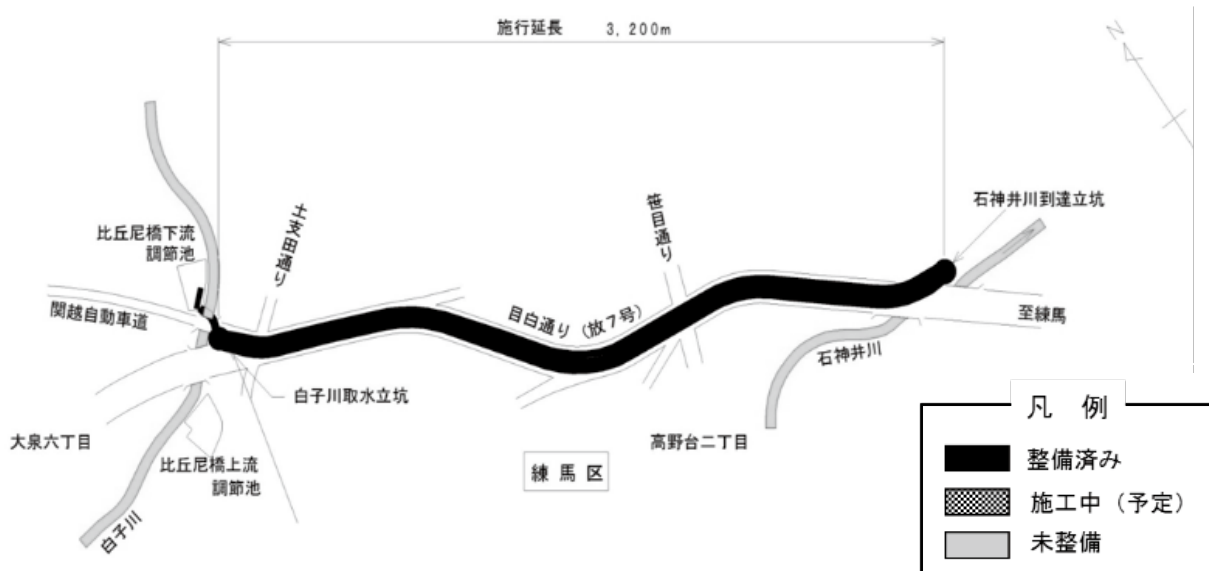 施行延長 3,200m
N
石神井川到達立坑
笹目通り
土支田通り
比丘尼橋下流
調節池
関越自動車道
目白通り(放7号)
至練馬
石神井川
白子川取水立坑
大泉六丁目
高野台二丁目
比丘尼橋上流
調節池
練馬区
白子川
凡 例
整備済み
施工中(予定)
未整備